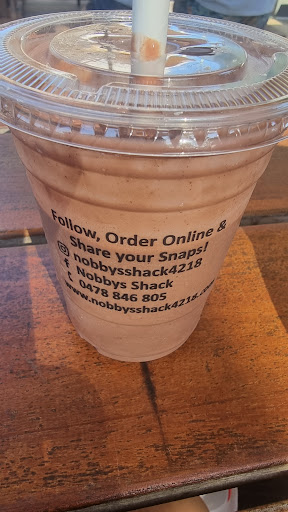 Follow, Order Online &
Share your Snaps!
nobbysshack4218
f Nobbys Shack
0478 846 805
www.nobbysshack4218.com